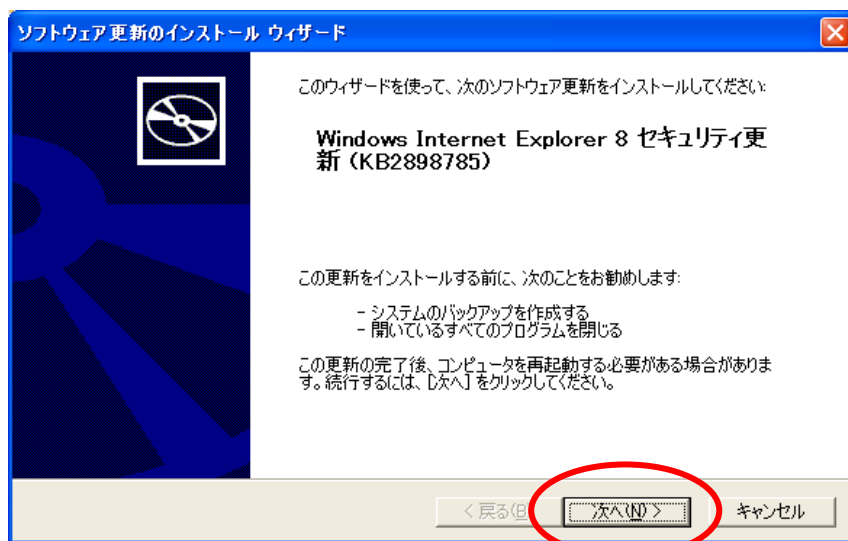 ソフトウェア更新のインストール ウィザード
このウィザードを使って、次のソフトウェア更新をインストールしてください:
Windows Internet Explorer 8 セキュリティ更
新 (KB2898785)
この更新をインストールする前に、次のことをお勧めします:
- システムのバックアップを作成する
- 開いているすべてのプログラムを閉じる
この更新の完了後、コンピュータを再起動する必要がある場合がありま
す。続行するには、[次へ] をクリックしてください。
< 戻る(B
次へ(N) >
キャンセル